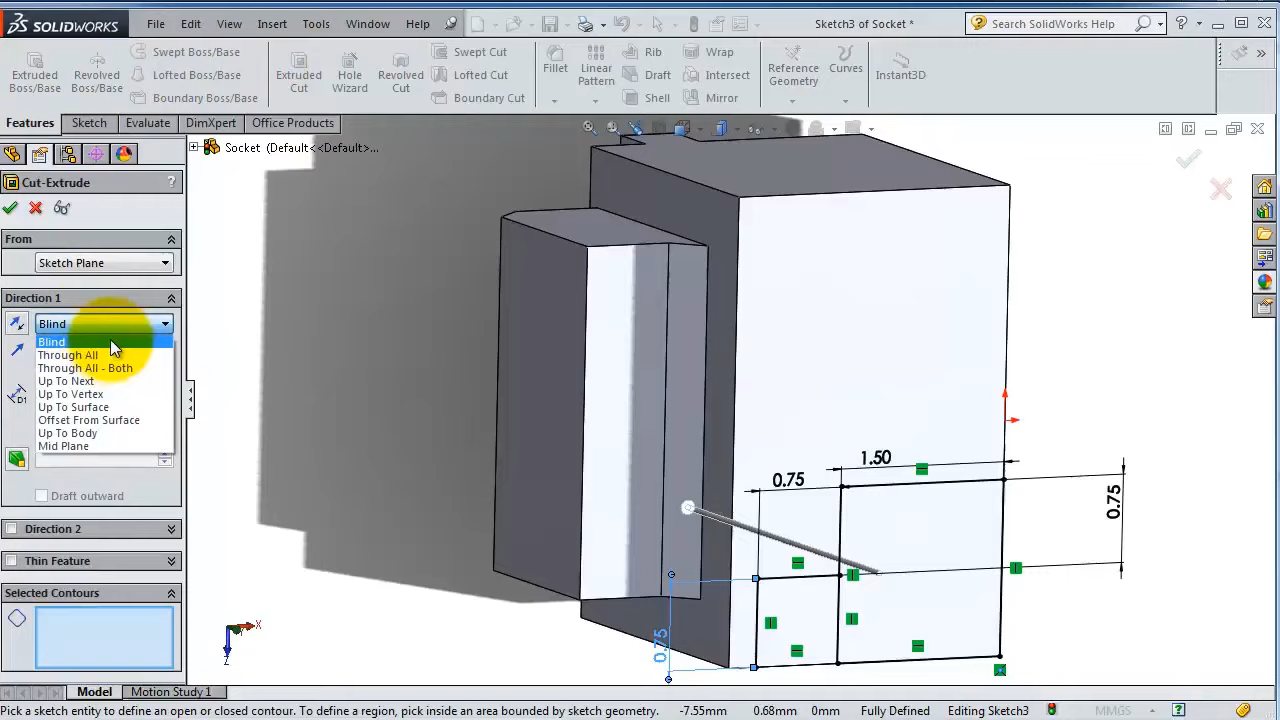 SOLIDWORKS File Edit View Insert Tools Window Help Sketch3 of Socket * Search SolidWorks Help
Extruded Boss/Base
Revolved Boss/Base
Swept Boss/Base
Lofted Boss/Base
Boundary Boss/Base
Extruded Cut
Hole Wizard
Revolved Cut
Swept Cut
Lofted Cut
Boundary Cut
Fillet
Linear Pattern
Rib
Draft
Shell
Wrap
Intersect
Mirror
Reference Geometry
Curves
Instant3D
Features Sketch Evaluate DimXpert Office Products
Socket (Default<<Default>...
Cut-Extrude ?
From
Sketch Plane
Direction 1
Blind
Blind
Through All
Through All - Both
Up To Next
Up To Vertex
Up To Surface
Offset From Surface
Up To Body
Mid Plane
Draft outward
Direction 2
Thin Feature
Selected Contours
1.50
0.75
0.75
0.75
X
Z
Model Motion Study 1
Pick a sketch entity to define an open or closed contour. To define a region, pick inside an area bounded by sketch geometry. -7.55mm 0.68mm 0mm Fully Defined Editing Sketch3 MMGS ?